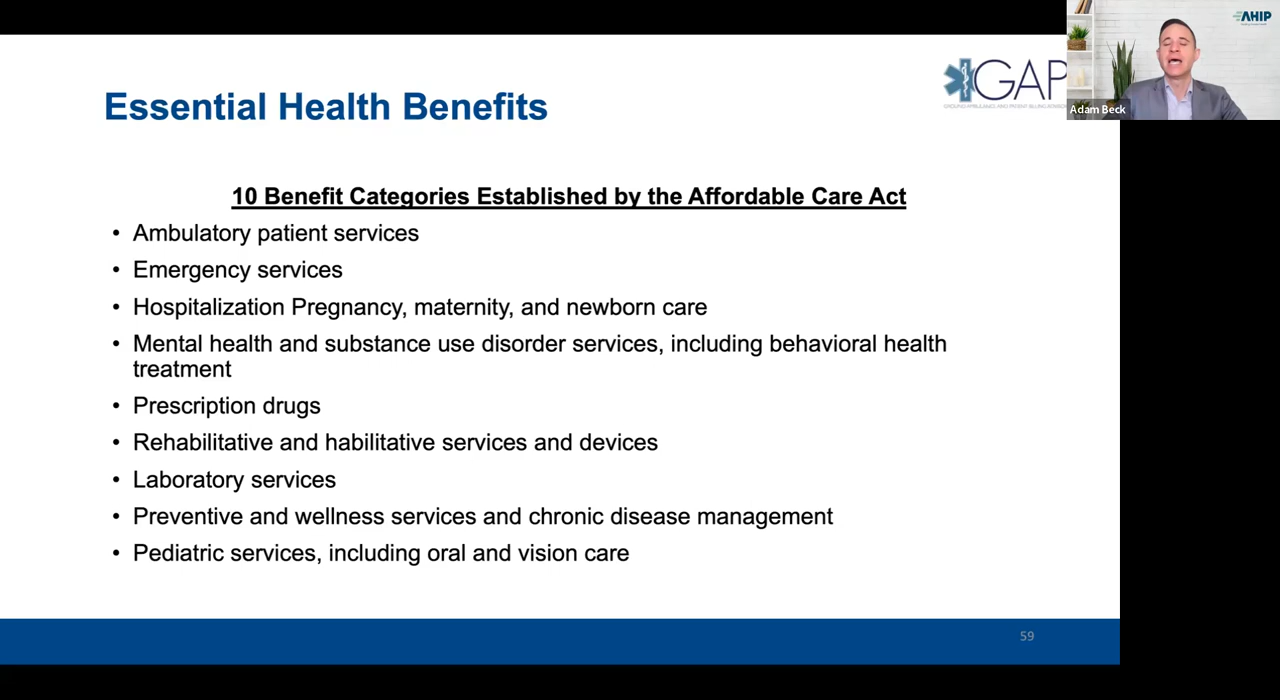 AHIP
GAP
Adam Beck
Essential Health Benefits
10 Benefit Categories Established by the Affordable Care Act
• Ambulatory patient services
• Emergency services
• Hospitalization Pregnancy, maternity, and newborn care
• Mental health and substance use disorder services, including behavioral health
treatment
• Prescription drugs
• Rehabilitative and habilitative services and devices
• Laboratory services
• Preventive and wellness services and chronic disease management
• Pediatric services, including oral and vision care
59